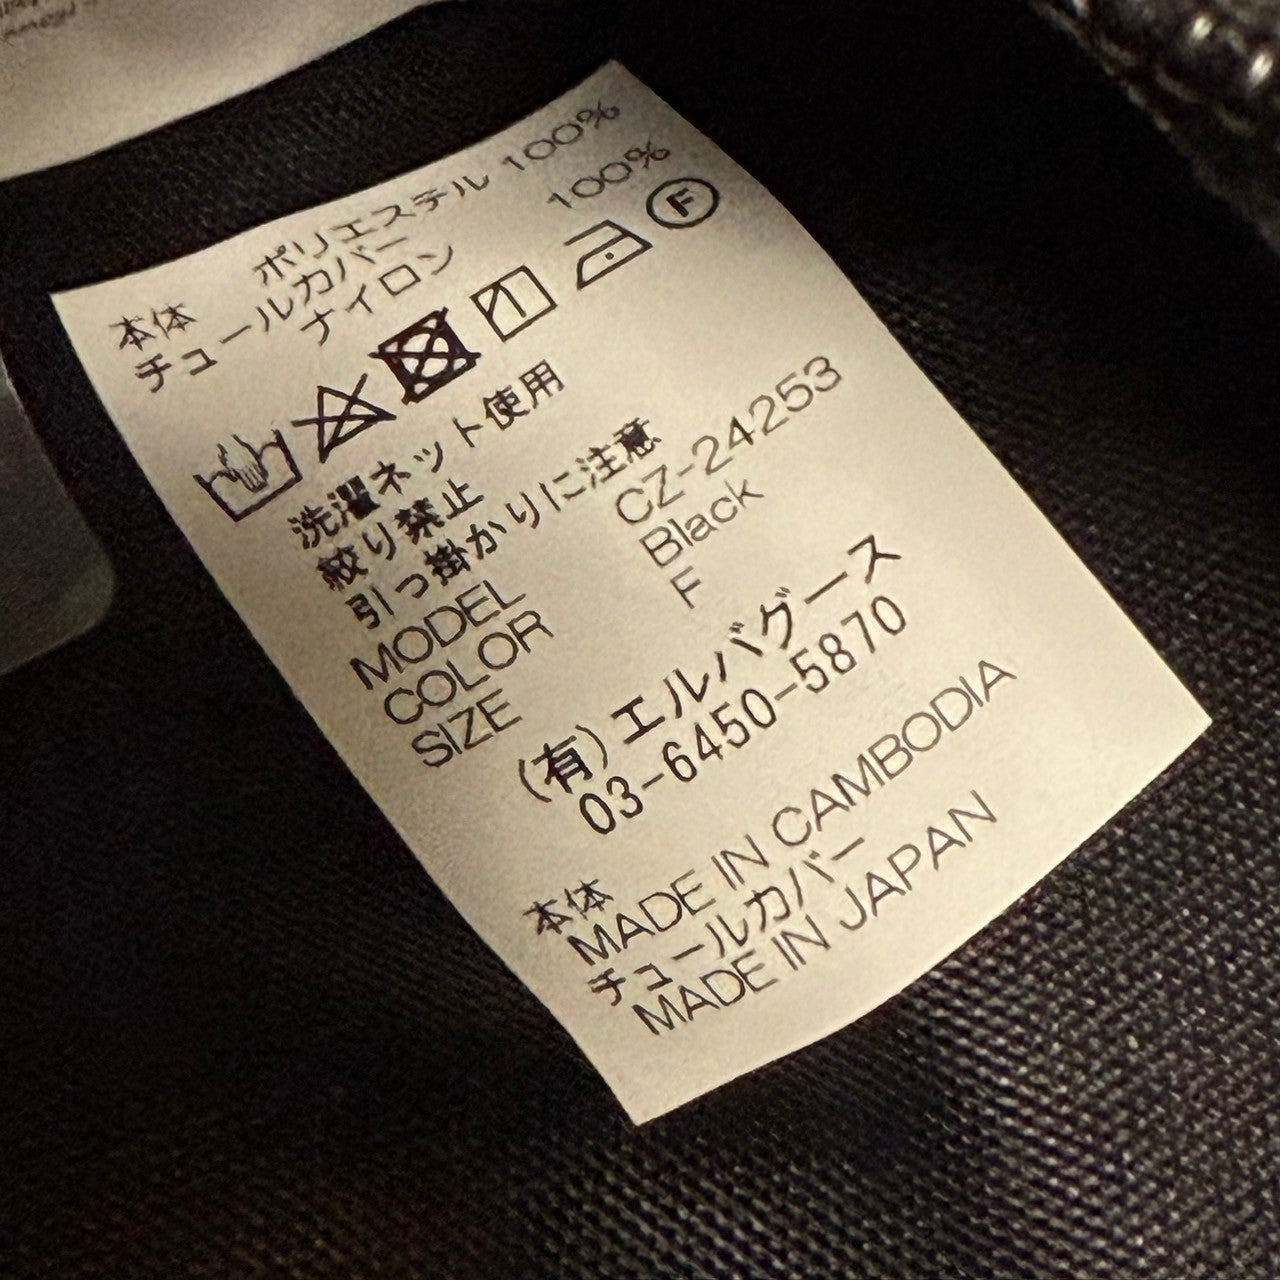 本体 ポリエステル 100%
チュールカバー
ナイロン 100%
F
洗濯ネット使用
絞り禁止
引っ掛かりに注意
MODEL CZ-24253
COLOR Black
SIZE F
(有)エルバグース
03-6450-5870
本体
MADE IN CAMBODIA
チュールカバー
MADE IN JAPAN